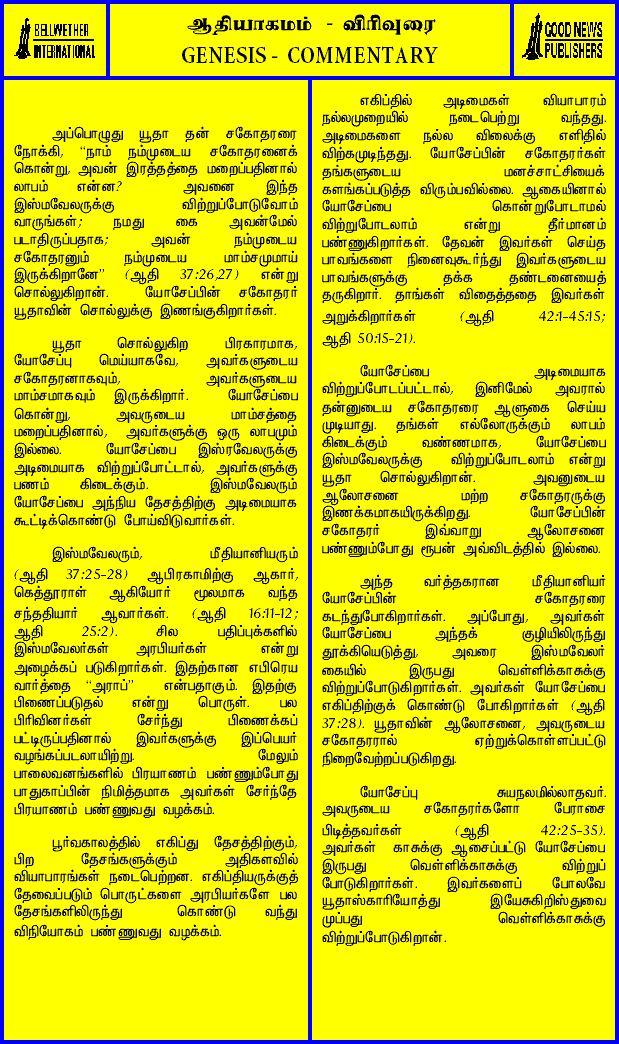 BELLWETHER
INTERNATIONAL
ஆதியாகமம் - விரிவுரை
GENESIS - COMMENTARY
GOOD NEWS
PUBLISHERS
அப்பொழுது யூதா தன் சகோதரரை
நோக்கி, “நாம் நம்முடைய சகோதரனைக்
கொன்று, அவன் இரத்தத்தை மறைப்பதினால்
லாபம் என்ன? அவனை இந்த
இஸ்மவேலருக்கு விற்றுப்போடுவோம்
வாருங்கள்; நமது கை அவன்மேல்
படாதிருப்பதாக; அவன் நம்முடைய
சகோதரனும் நம்முடைய மாம்சமுமாய்
இருக்கிறானே” (ஆதி 37:26,27) என்று
சொல்லுகிறான். யோசேப்பின் சகோதரர்
யூதாவின் சொல்லுக்கு இணங்குகிறார்கள்.
யூதா சொல்லுகிற பிரகாரமாக,
யோசேப்பு மெய்யாகவே, அவர்களுடைய
சகோதரனாகவும், அவர்களுடைய
மாம்சமாகவும் இருக்கிறார். யோசேப்பை
கொன்று, அவருடைய மாம்சத்தை
மறைப்பதினால், அவர்களுக்கு ஒரு லாபமும்
இல்லை. யோசேப்பை இஸ்ரவேலருக்கு
அடிமையாக விற்றுப்போட்டால், அவர்களுக்கு
பணம் கிடைக்கும். இஸ்மவேலரும்
யோசேப்பை அந்நிய தேசத்திற்கு அடிமையாக
கூட்டிக்கொண்டு போய்விடுவார்கள்.
இஸ்மவேலரும், மீதியானியரும்
(ஆதி 37:25-28) ஆபிரகாமிற்கு ஆகார்,
கெத்தூராள் ஆகியோர் மூலமாக வந்த
சந்ததியார் ஆவார்கள். (ஆதி 16:11-12;
ஆதி 25:2). சில பதிப்புக்களில்
இஸ்மவேலர்கள் அரபியர்கள் என்று
அழைக்கப் படுகிறார்கள். இதற்கான எபிரெய
வார்த்தை “அராப்” என்பதாகும். இதற்கு
பிணைப்படுதல் என்று பொருள். பல
பிரிவினர்கள் சேர்ந்து பிணைக்கப்
பட்டிருப்பதினால் இவர்களுக்கு இப்பெயர்
வழங்கப்படலாயிற்று. மேலும்
பாலைவனங்களில் பிரயாணம் பண்ணும்போது
பாதுகாப்பின் நிமித்தமாக அவர்கள் சேர்ந்தே
பிரயாணம் பண்ணுவது வழக்கம்.
பூர்வகாலத்தில் எகிப்து தேசத்திற்கும்,
பிற தேசங்களுக்கும் அதிகளவில்
வியாபாரங்கள் நடைபெற்றன. எகிப்தியருக்குத்
தேவைப்படும் பொருட்களை அரபியர்களே பல
தேசங்களிலிருந்து கொண்டு வந்து
விநியோகம் பண்ணுவது வழக்கம்.
எகிப்தில் அடிமைகள் வியாபாரம்
நல்லமுறையில் நடைபெற்று வந்தது.
அடிமைகளை நல்ல விலைக்கு எளிதில்
விற்கமுடிந்தது. யோசேப்பின் சகோதரர்கள்
தங்களுடைய மனச்சாட்சியைக்
களங்கப்படுத்த விரும்பவில்லை. ஆகையினால்
யோசேப்பை கொன்றுபோடாமல்
விற்றுபோடலாம் என்று தீர்மானம்
பண்ணுகிறார்கள். தேவன் இவர்கள் செய்த
பாவங்களை நினைவுகூர்ந்து இவர்களுடைய
பாவங்களுக்கு தக்க தண்டனையைத்
தருகிறார். தாங்கள் விதைத்ததை இவர்கள்
அறுக்கிறார்கள் (ஆதி 42:1-45:15;
ஆதி 50:15-21).
யோசேப்பை அடிமையாக
விற்றுப்போடப்பட்டால், இனிமேல் அவரால்
தன்னுடைய சகோதரரை ஆளுகை செய்ய
முடியாது. தங்கள் எல்லோருக்கும் லாபம்
கிடைக்கும் வண்ணமாக, யோசேப்பை
இஸ்மவேலருக்கு விற்றுப்போடலாம் என்று
யூதா சொல்லுகிறான். அவனுடைய
ஆலோசனை மற்ற சகோதரருக்கு
இணக்கமாகயிருக்கிறது. யோசேப்பின்
சகோதரர் இவ்வாறு ஆலோசனை
பண்ணும்போது ரூபன் அவ்விடத்தில் இல்லை.
அந்த வர்த்தகரான மீதியானியர்
யோசேப்பின் சகோதரரை
கடந்துபோகிறார்கள். அப்போது, அவர்கள்
யோசேப்பை அந்தக் குழியிலிருந்து
தூக்கியெடுத்து, அவரை இஸ்மவேலர்
கையில் இருபது வெள்ளிக்காசுக்கு
விற்றுப்போடுகிறார்கள். அவர்கள் யோசேப்பை
எகிப்திற்குக் கொண்டு போகிறார்கள் (ஆதி
37:28). யூதாவின் ஆலோசனை, அவருடைய
சகோதரரால் ஏற்றுக்கொள்ளப்பட்டு
நிறைவேற்றப்படுகிறது.
யோசேப்பு சுயநலமில்லாதவர்.
அவருடைய சகோதரர்களோ பேராசை
பிடித்தவர்கள் (ஆதி 42:25-35).
அவர்கள் காசுக்கு ஆசைப்பட்டு யோசேப்பை
இருபது வெள்ளிக்காசுக்கு விற்றுப்
போடுகிறார்கள். இவர்களைப் போலவே
யூதாஸ்காரியோத்து இயேசுகிறிஸ்துவை
முப்பது வெள்ளிக்காசுக்கு
விற்றுப்போடுகிறான்.